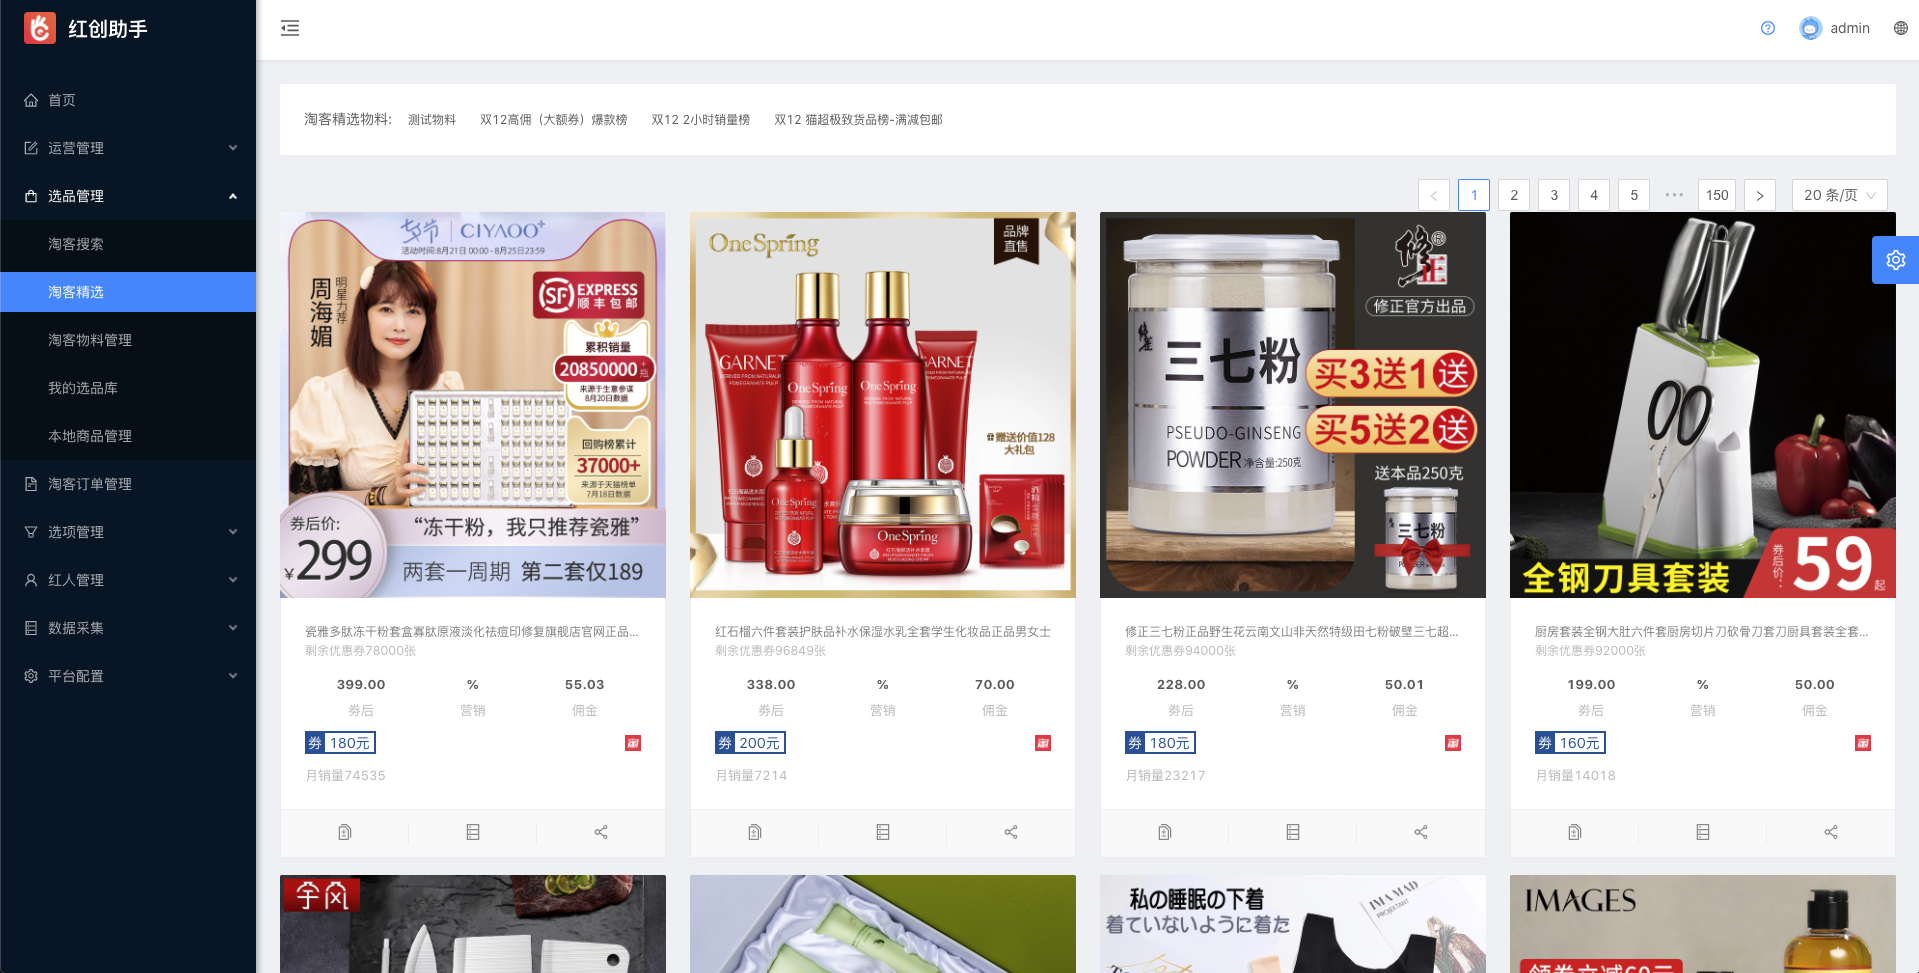 红创助手
admin
首页
运营管理
选品管理
淘客搜索
淘客精选
淘客物料管理
我的选品库
本地商品管理
淘客订单管理
选项管理
红人管理
数据采集
平台配置
淘客精选物料:
测试物料
双12高佣（大额券）爆款榜
双12 2小时销量榜
双12 猫超极致货品榜-满减包邮
1
2
3
4
5
•••
150
20 条/页
CIYAOO+
活动时间:8月21日 00:00 - 8月25日23:59
周海媚
明星力荐
SF EXPRESS
顺丰包邮
累积销量
20850000+瓶
来源于生意参谋
8月20日数据
回购榜累计
37000+
来源于天猫榜单
7月18日数据
券后价:
¥299
“冻干粉，我只推荐瓷雅”
两套一周期 第二套仅189
瓷雅多肽冻干粉套盒寡肽原液淡化祛痘印修复旗舰店官网正品...
剩余优惠券78000张
399.00
%
55.03
券后
营销
佣金
券 180元
月销量74535
OneSpring
品牌
直售
GARNET
DERIVED FROM NATURAL RED
POMEGRANATE PULP
OneSpring
OneSpring
GARNET
赠送价值128
大礼包
OneSpring
OneSpring
红石榴六件套装护肤品补水保湿水乳全套学生化妆品正品男女士
剩余优惠券96849张
338.00
%
70.00
券后
营销
佣金
券 200元
月销量7214
修正®
修正官方出品
三七粉
买3送1送
买5送2送
PSEUDO-GINSENG
POWDER 净含量:250克
送本品250克
三七粉
修正三七粉正品野生花云南文山非天然特级田七粉破壁三七超...
剩余优惠券94000张
228.00
%
50.01
券后
营销
佣金
券 180元
月销量23217
全钢刀具套装
券后价:
59起
厨房套装全钢大肚六件套厨房切片刀砍骨刀套刀厨具套装全套...
剩余优惠券92000张
199.00
%
50.00
券后
营销
佣金
券 160元
月销量14018
私の睡眠の下着
着ていないように着た
IMA MAD
PROJECTANT
IMAGES
领券立减60元